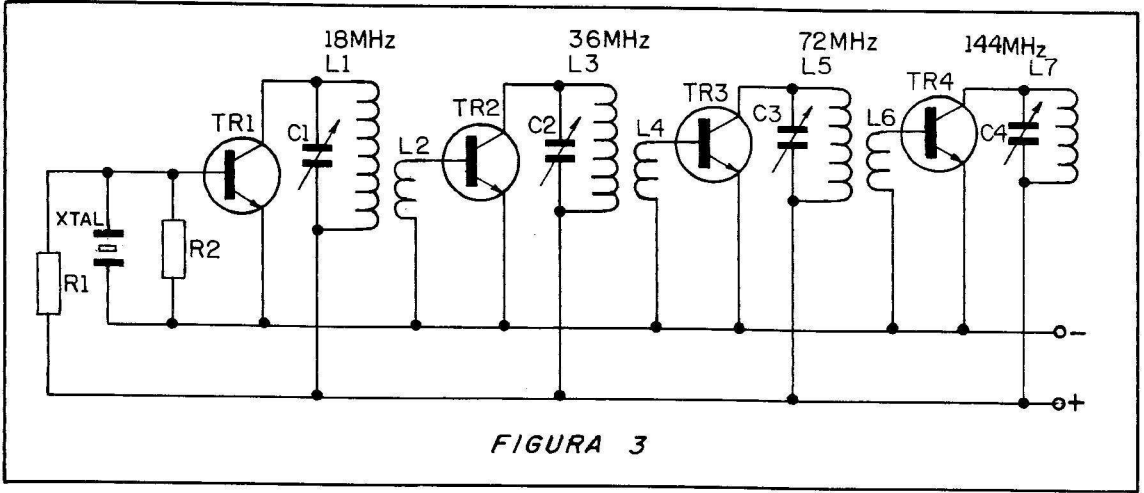 18MHz
L1
36MHz
L3
72MHz
L5
144MHz
L7
TR1
C1
L2
TR2
C2
L4
TR3
C3
L6
TR4
C4
XTAL
R1
R2
-
+
FIGURA 3